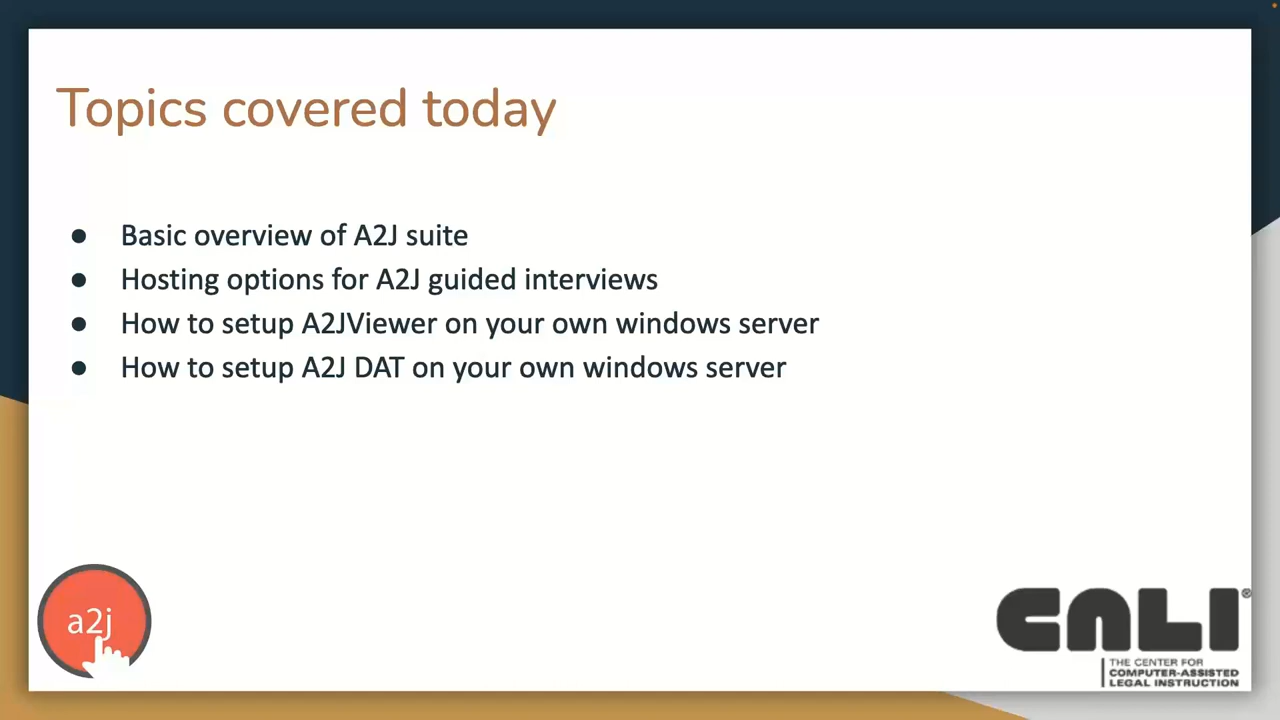 Topics covered today
● Basic overview of A2J suite
● Hosting options for A2J guided interviews
● How to setup A2JViewer on your own windows server
● How to setup A2J DAT on your own windows server
a2j
CALI®
THE CENTER FOR
COMPUTER-ASSISTED
LEGAL INSTRUCTION